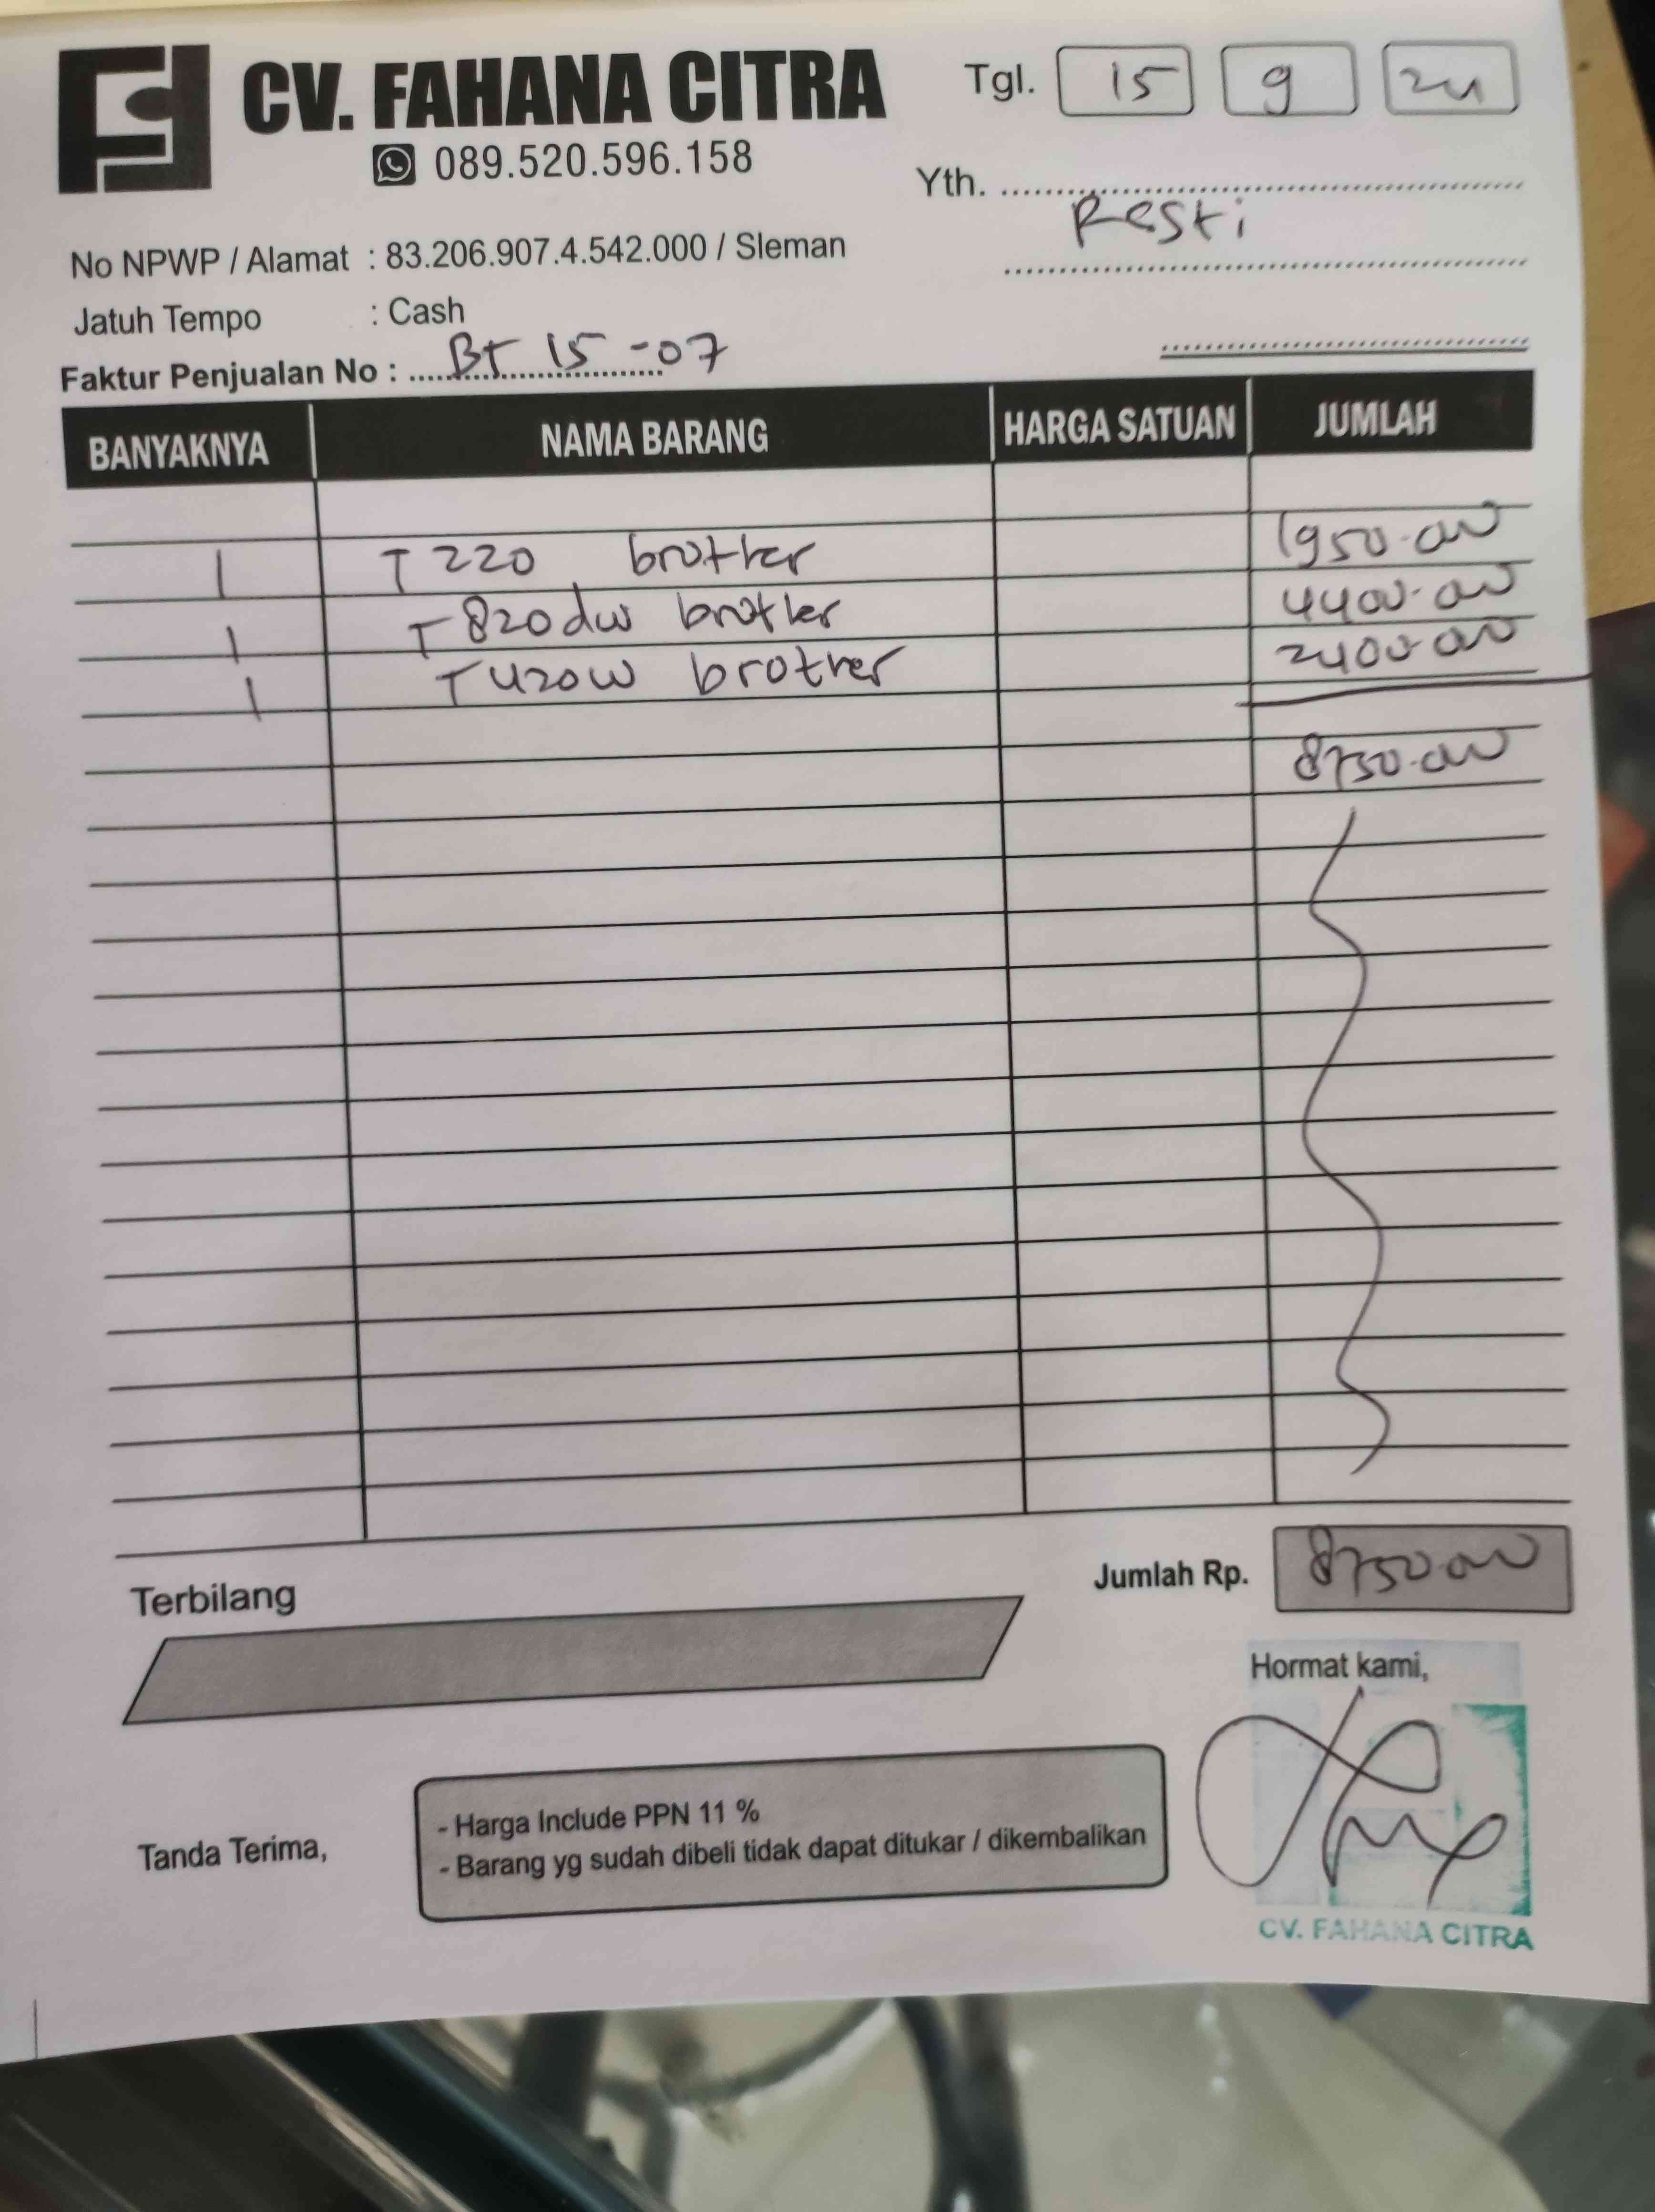 CV. FAHANA CITRA
089.520.596.158
Tgl. 15 9 24
Yth.
Resti
No NPWP / Alamat : 83.206.907.4.542.000 / Sleman
Jatuh Tempo : Cash
Faktur Penjualan No : BT 15-07
BANYAKNYA NAMA BARANG HARGA SATUAN JUMLAH
1 T220 brother 1950.000
1 T820dw brother 4400.000
1 T420W brother 2400.000
8750.000
Jumlah Rp. 8750.000
Terbilang
Hormat kami,
Tanda Terima,
- Harga Include PPN 11 %
- Barang yg sudah dibeli tidak dapat ditukar / dikembalikan
CV. FAHANA CITRA